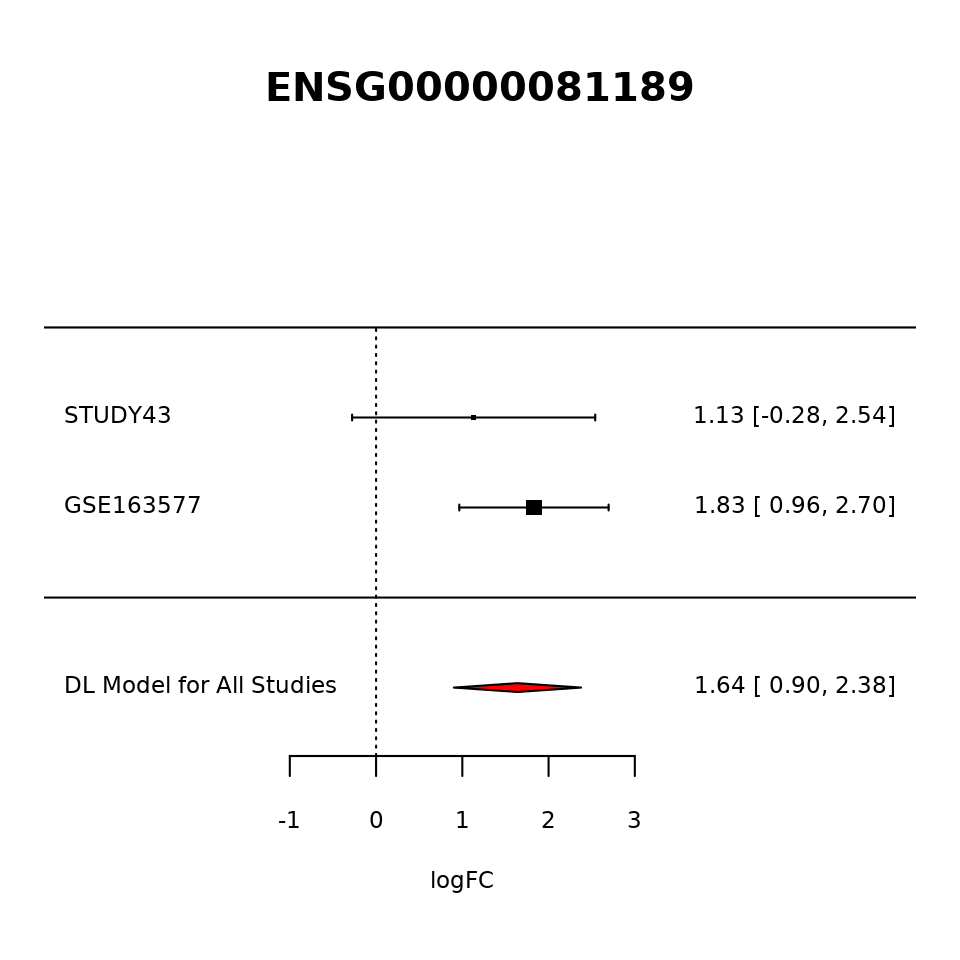 ENSG00000081189
STUDY43 1.13 [-0.28, 2.54]
GSE163577 1.83 [ 0.96, 2.70]
DL Model for All Studies 1.64 [ 0.90, 2.38]
-1 0 1 2 3
logFC